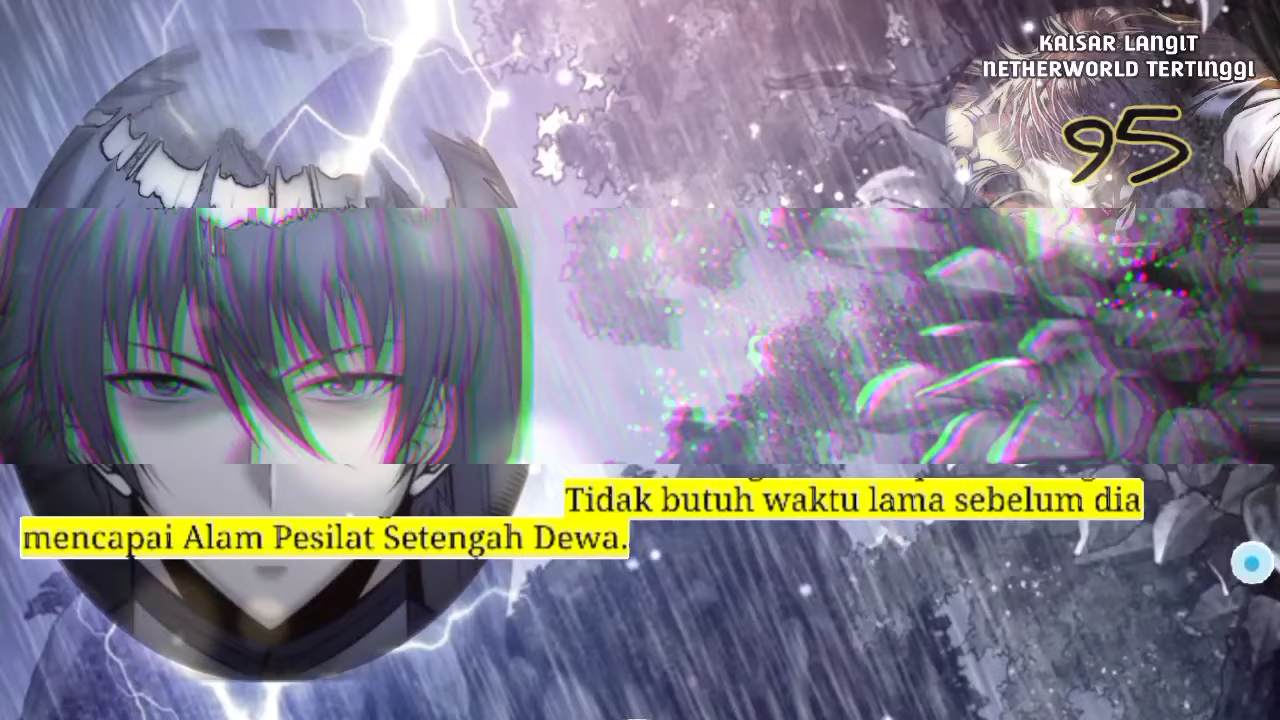 KAISAR LANGIT
NETHERWORLD TERTINGGI
95
Tidak butuh waktu lama sebelum dia
mencapai Alam Pesilat Setengah Dewa.